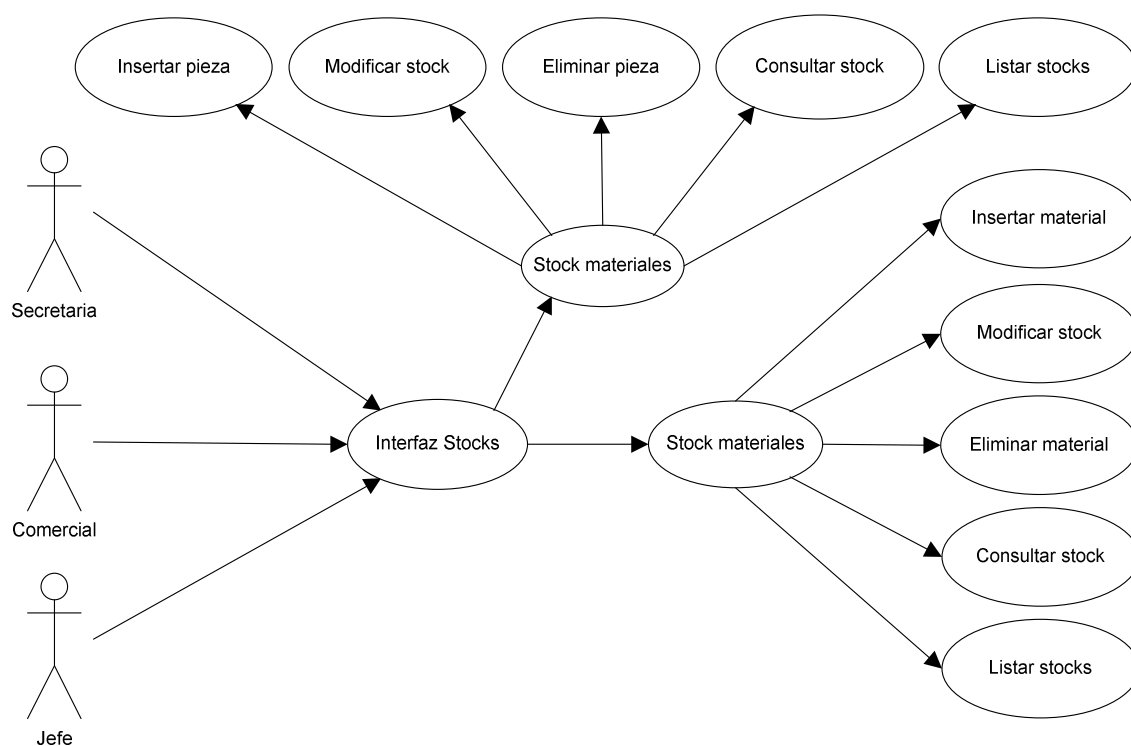 Insertar pieza
Modificar stock
Eliminar pieza
Consultar stock
Listar stocks
Insertar material
Stock materiales
Secretaria
Modificar stock
Interfaz Stocks
Stock materiales
Eliminar material
Comercial
Consultar stock
Listar stocks
Jefe